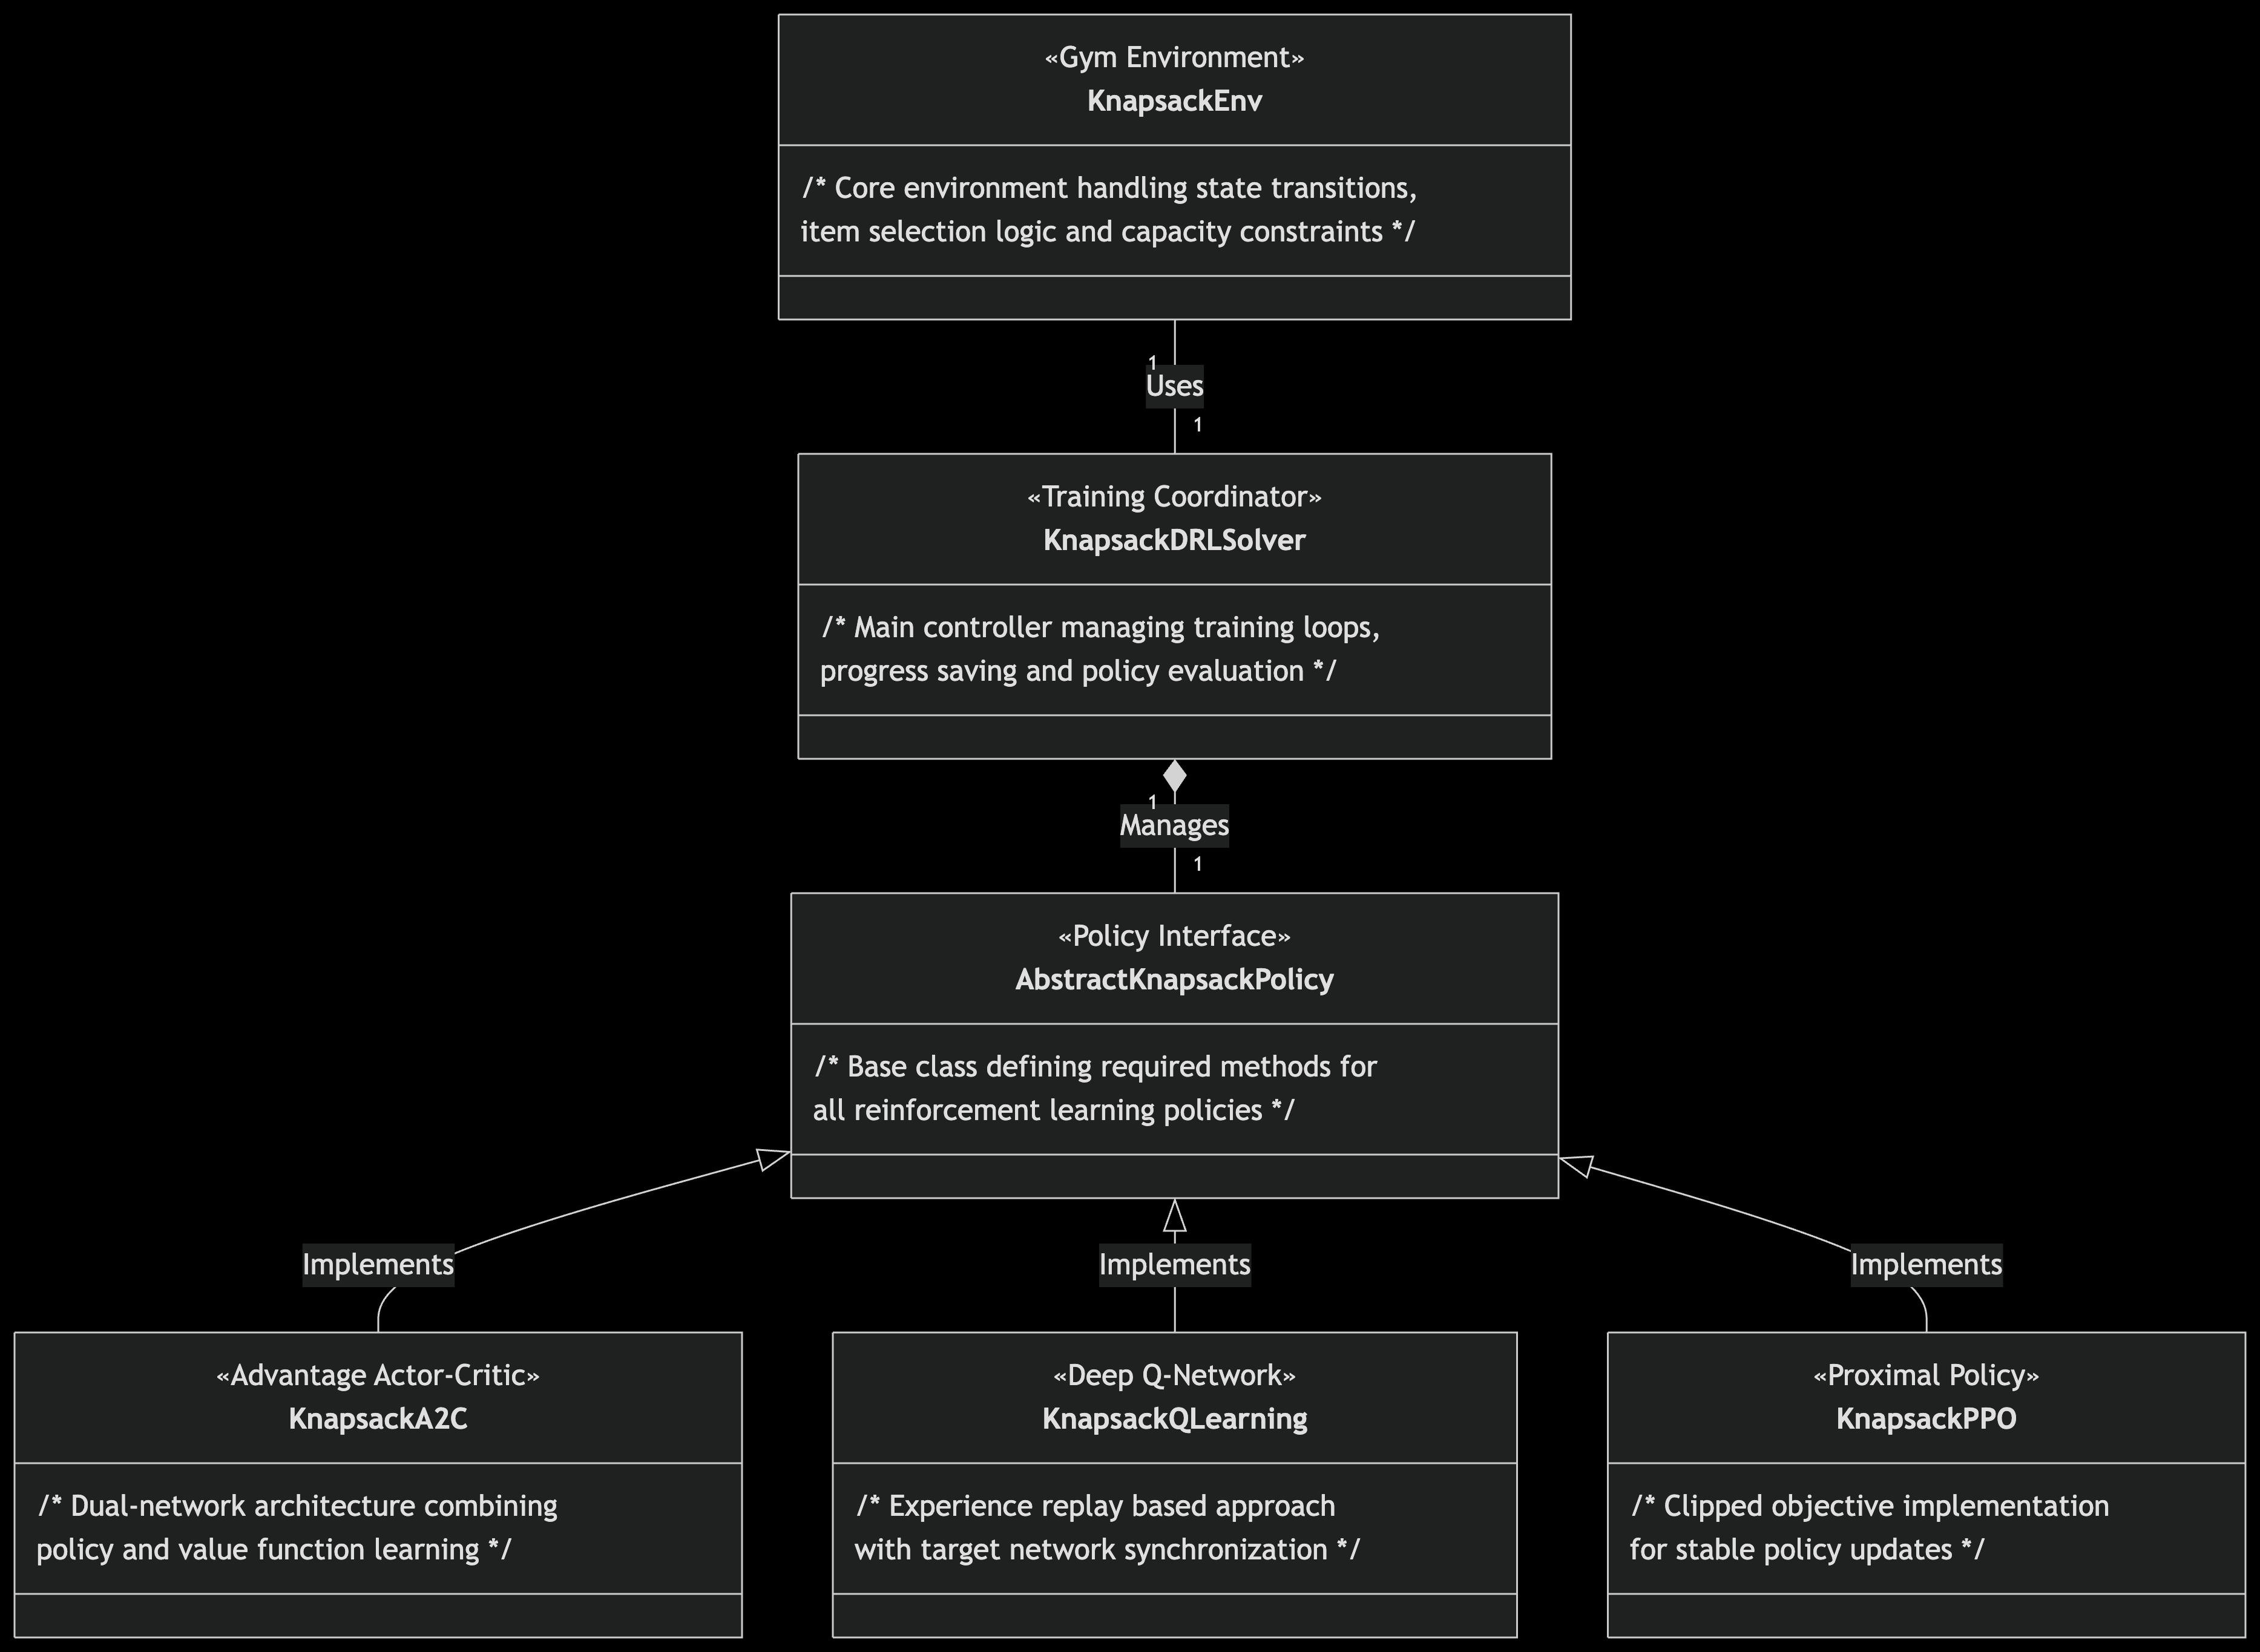 «Gym Environment»
KnapsackEnv
/* Core environment handling state transitions,
item selection logic and capacity constraints */
1
Uses
1
«Training Coordinator»
KnapsackDRLSolver
/* Main controller managing training loops,
progress saving and policy evaluation */
1
Manages
1
«Policy Interface»
AbstractKnapsackPolicy
/* Base class defining required methods for
all reinforcement learning policies */
Implements
Implements
Implements
«Advantage Actor-Critic»
KnapsackA2C
/* Dual-network architecture combining
policy and value function learning */
«Deep Q-Network»
KnapsackQLearning
/* Experience replay based approach
with target network synchronization */
«Proximal Policy»
KnapsackPPO
/* Clipped objective implementation
for stable policy updates */